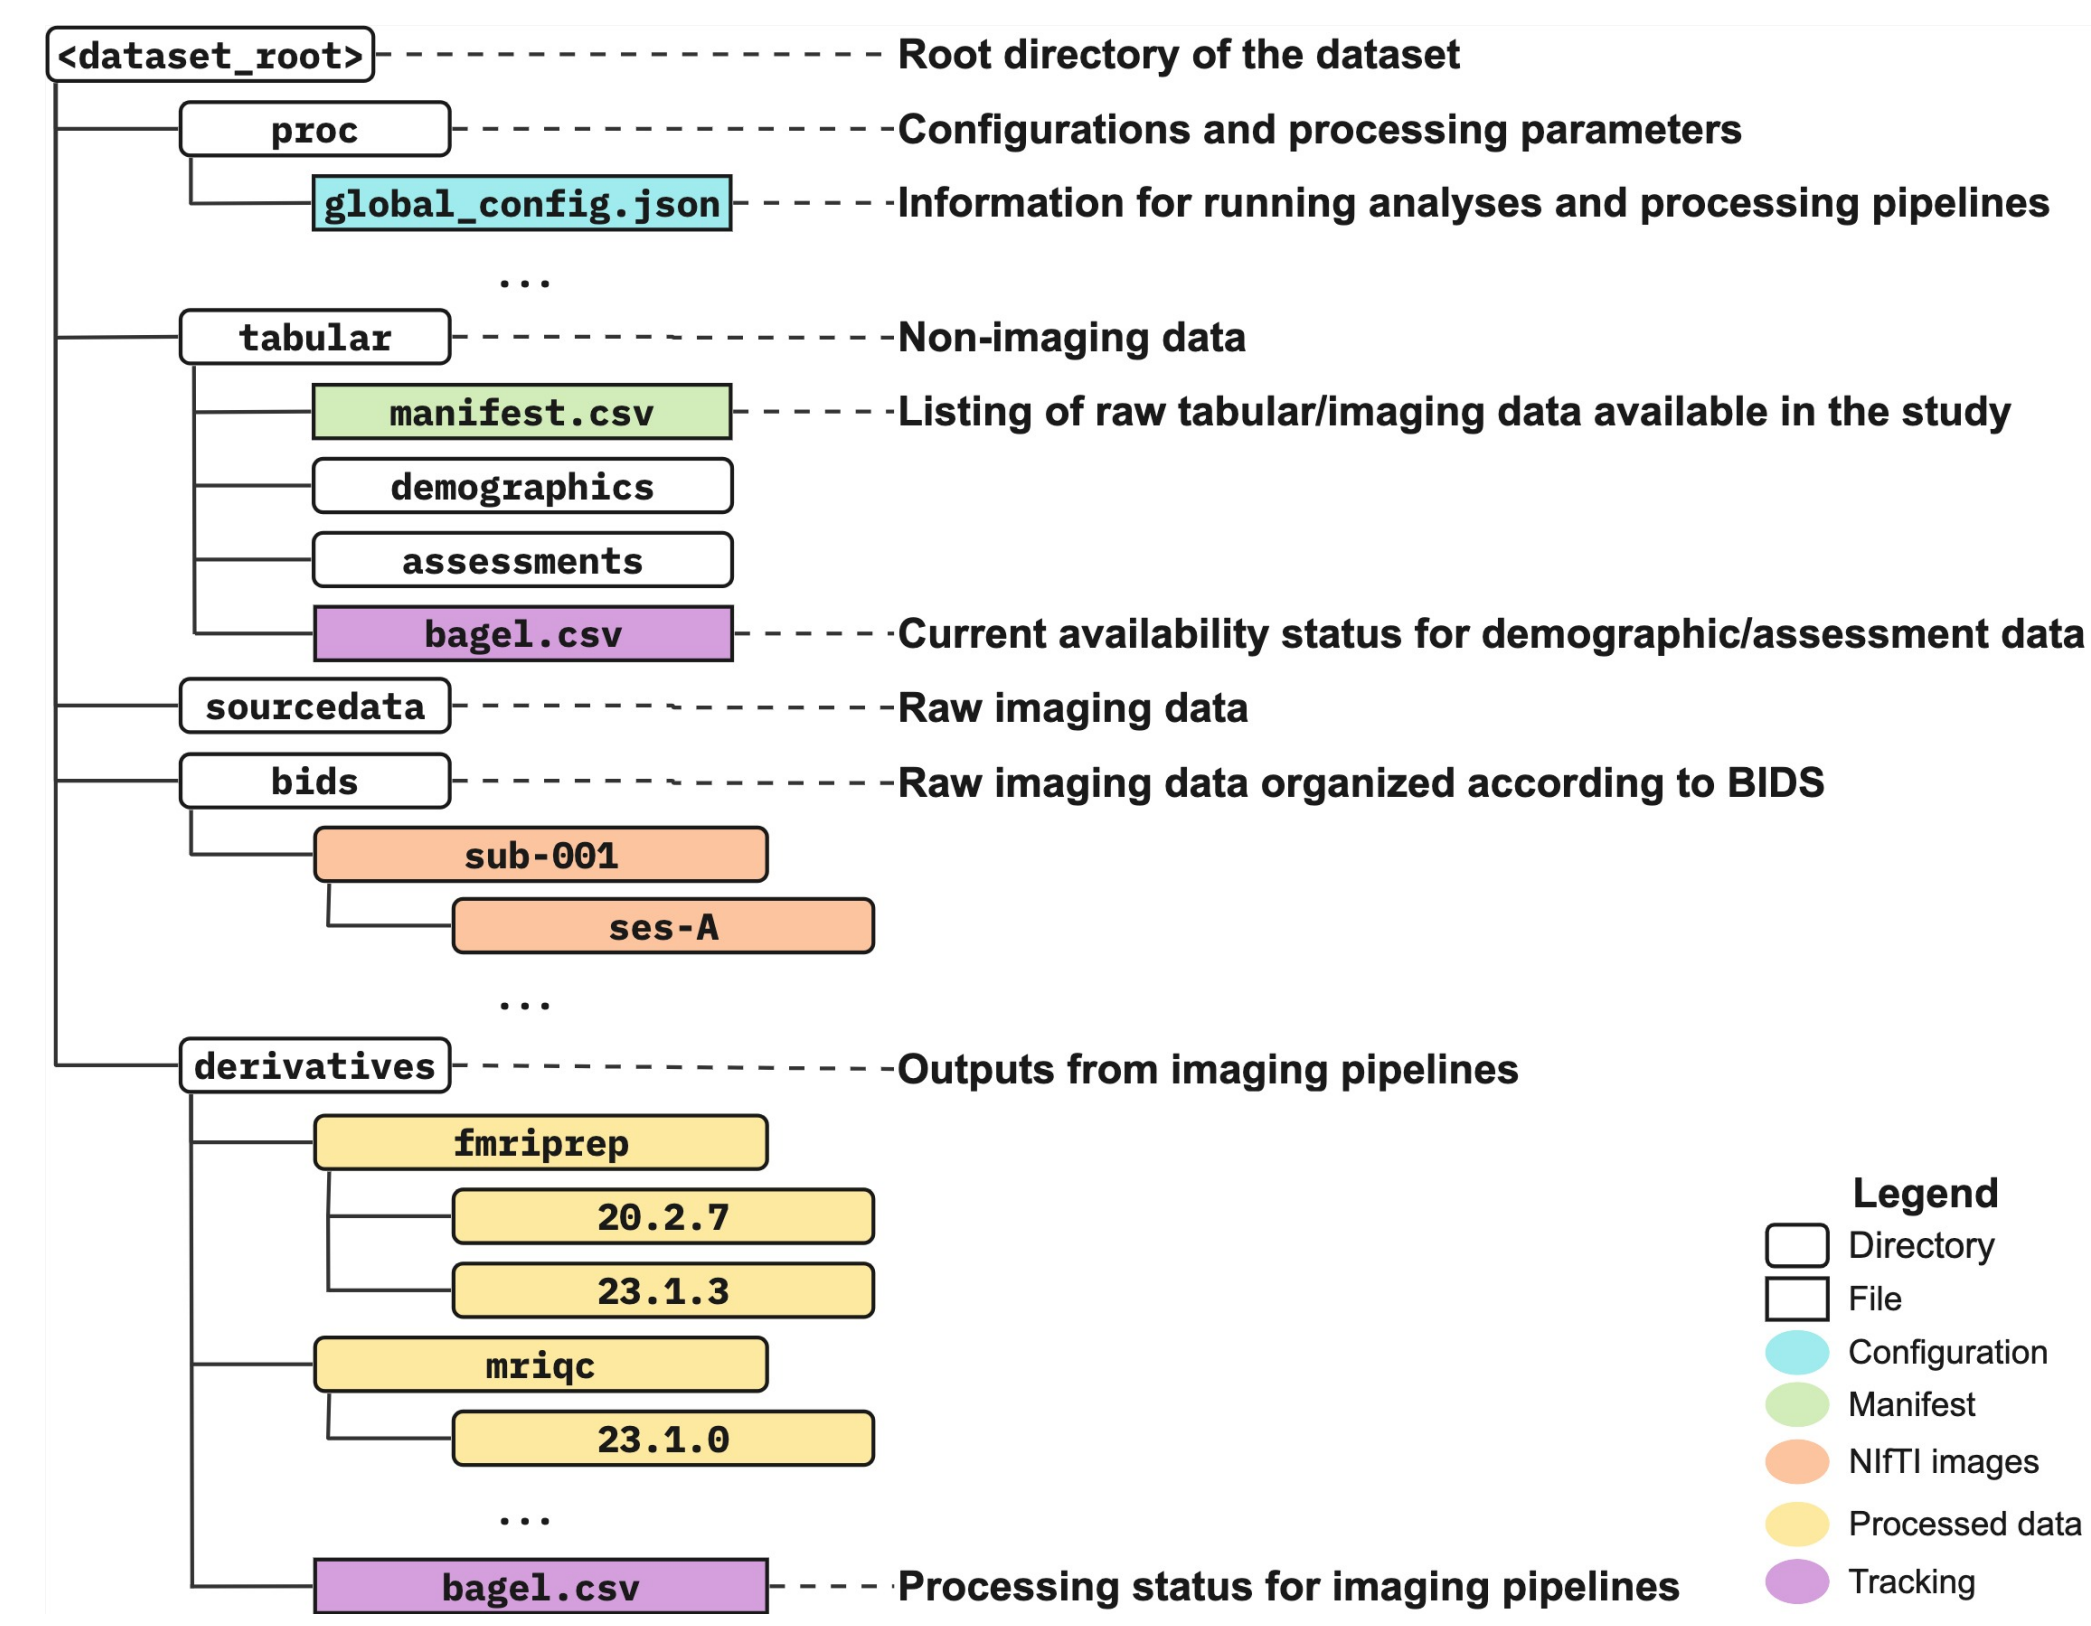 <dataset_root> Root directory of the dataset
proc Configurations and processing parameters
global_config.json Information for running analyses and processing pipelines
...
tabular Non-imaging data
manifest.csv Listing of raw tabular/imaging data available in the study
demographics
assessments
bagel.csv Current availability status for demographic/assessment data
sourcedata Raw imaging data
bids Raw imaging data organized according to BIDS
sub-001
ses-A
...
derivatives Outputs from imaging pipelines
fmriprep
20.2.7
23.1.3
mriqc
23.1.0
...
bagel.csv Processing status for imaging pipelines
Legend
Directory
File
Configuration
Manifest
NIfTI images
Processed data
Tracking